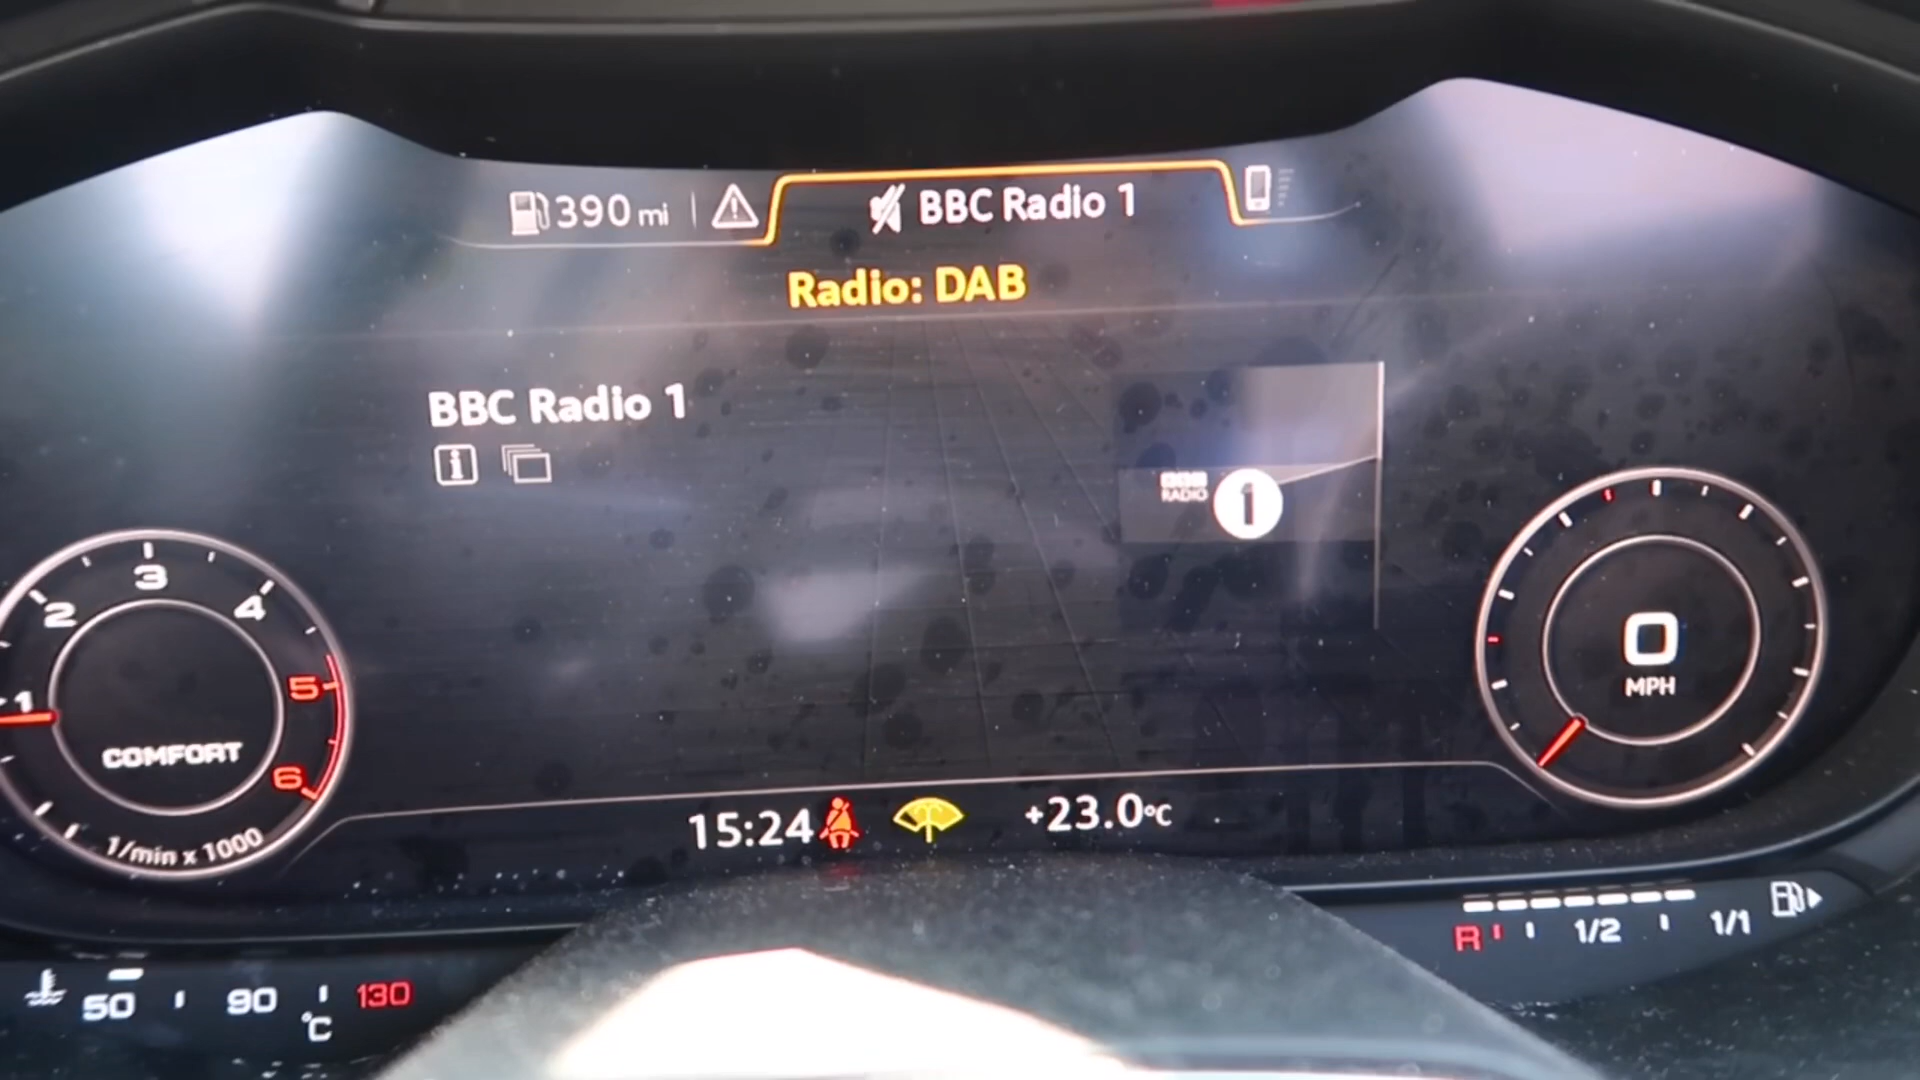 390 mi
BBC Radio 1
Radio: DAB
BBC Radio 1
BBC
RADIO
1
1
2
3
4
5
6
COMFORT
1/min x 1000
0
MPH
15:24
+23.0°C
R
1/2
1/1
50
90
130
°C